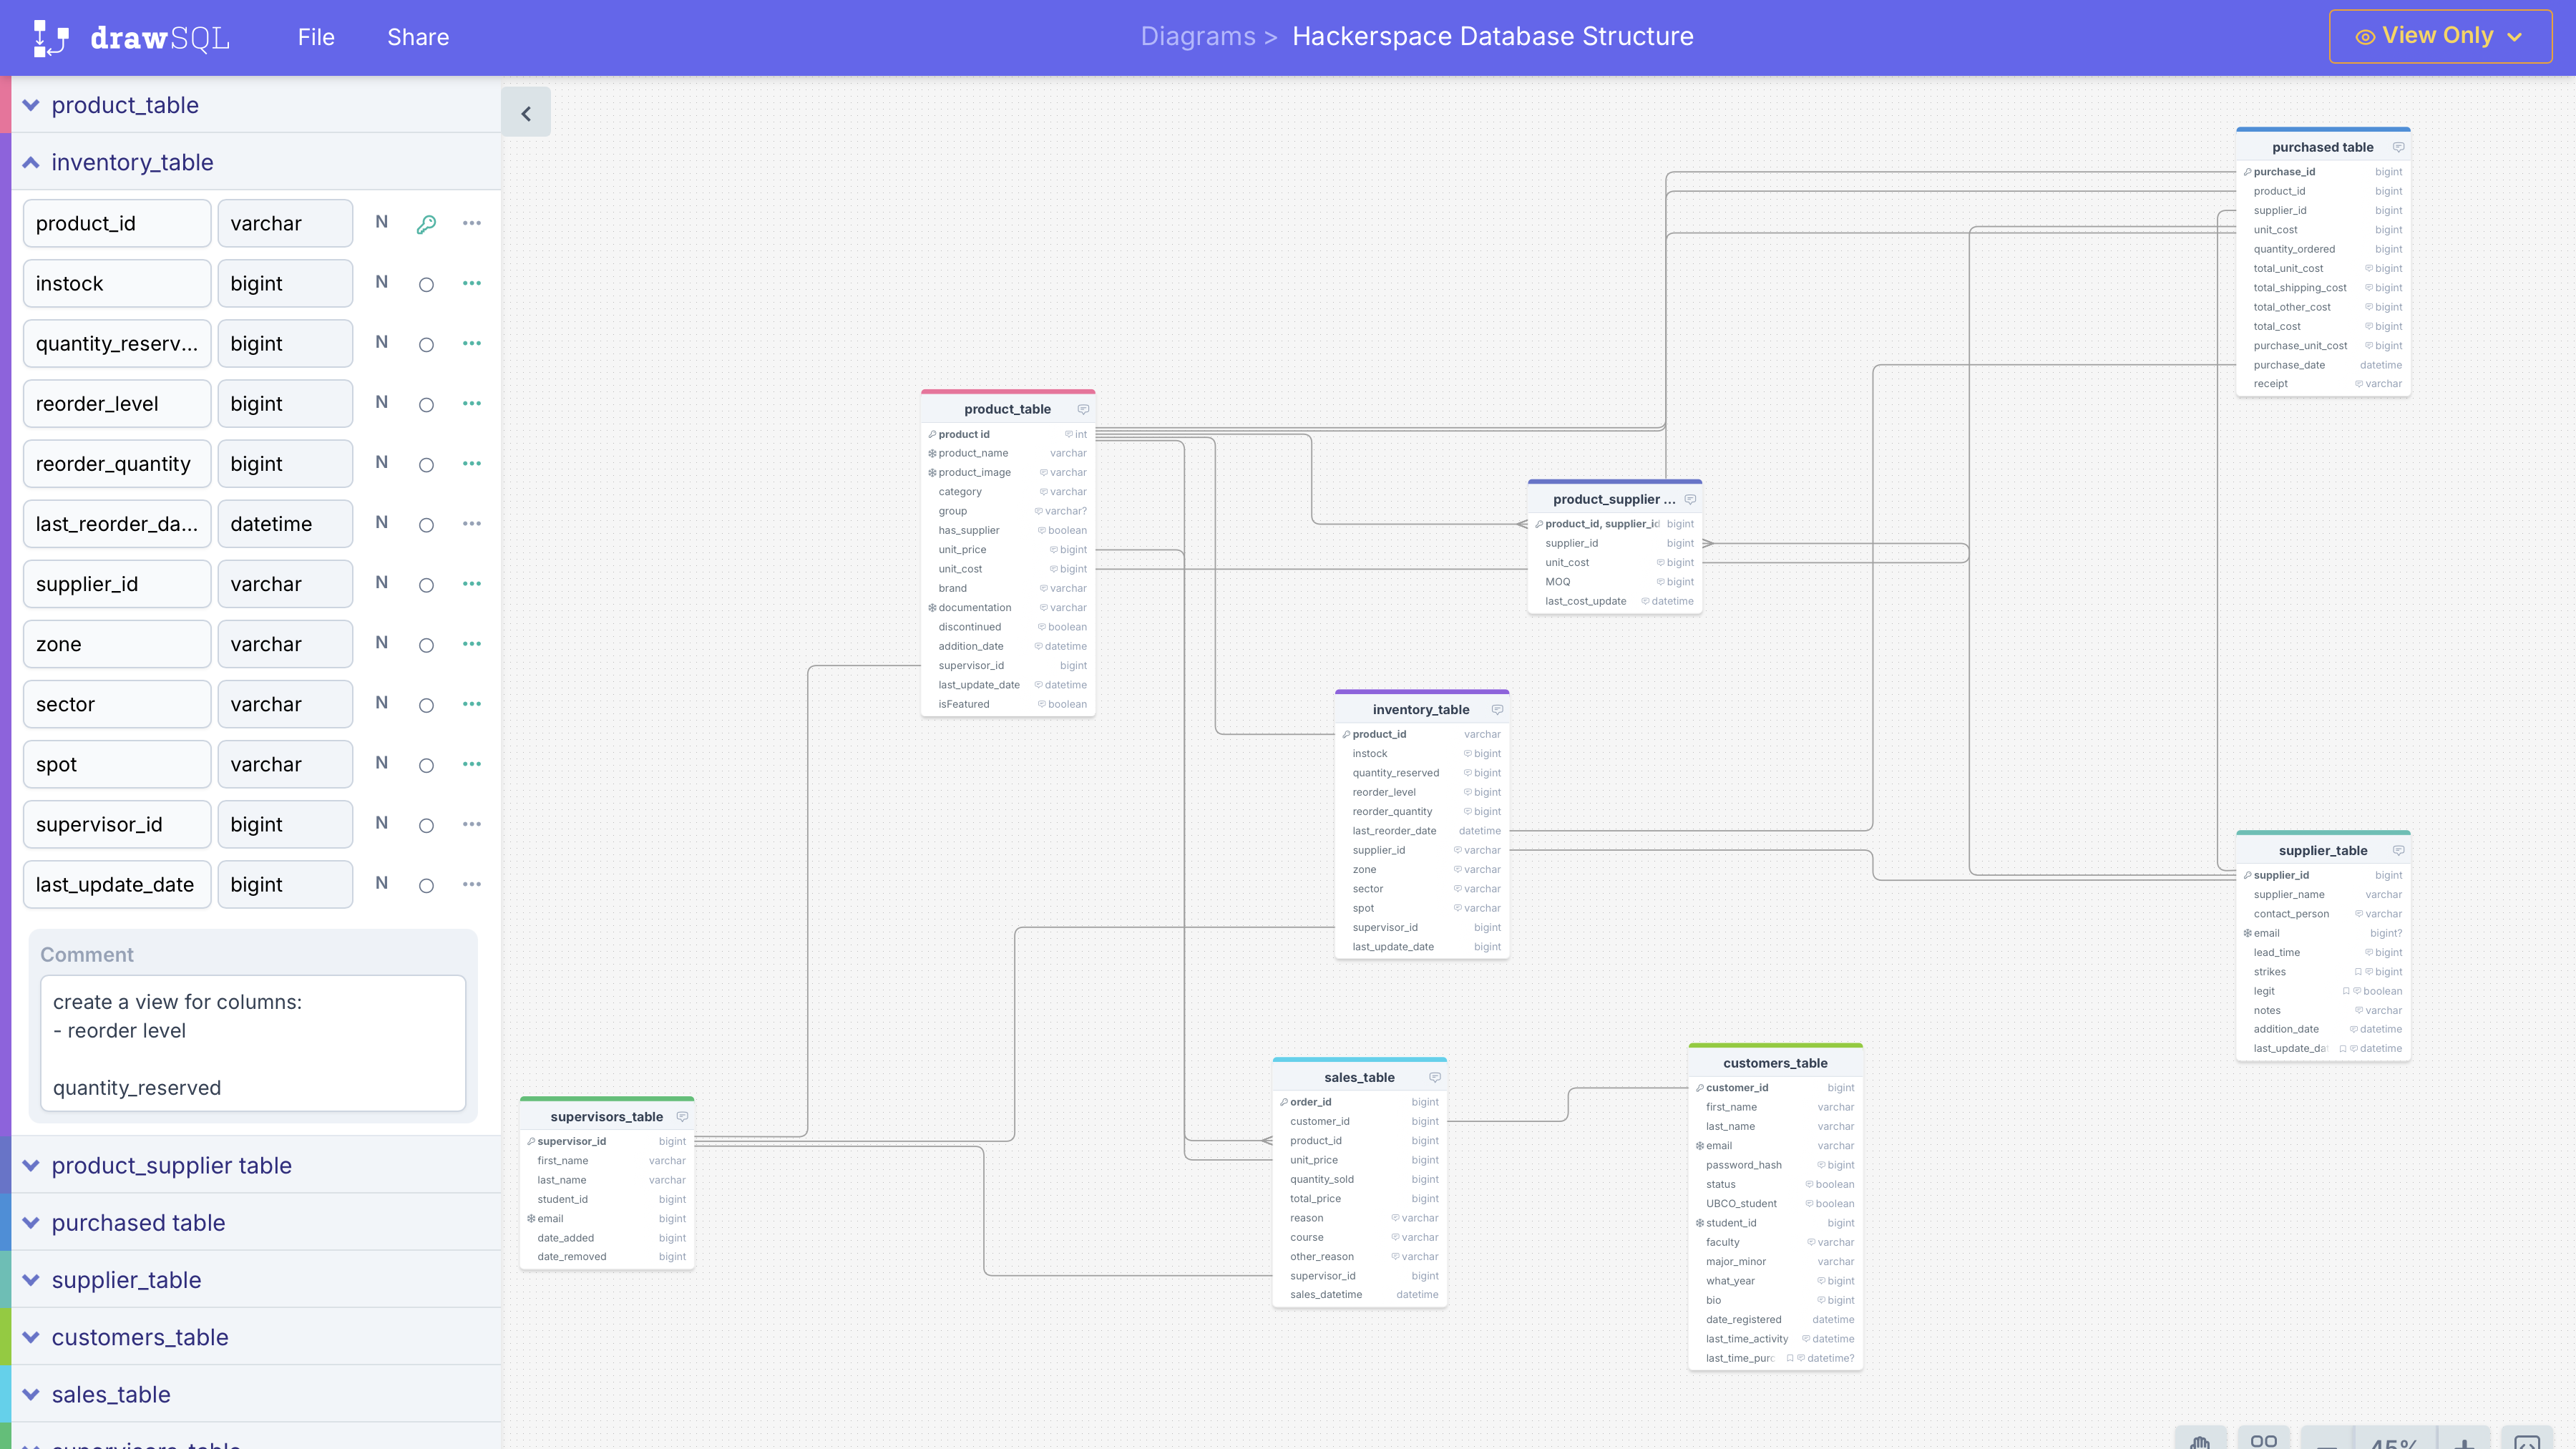 drawSQL File Share Diagrams > Hackerspace Database Structure View Only
product_table
inventory_table
product_id varchar N
instock bigint N
quantity_reserv... bigint N
reorder_level bigint N
reorder_quantity bigint N
last_reorder_da... datetime N
supplier_id varchar N
zone varchar N
sector varchar N
spot varchar N
supervisor_id bigint N
last_update_date bigint N
Comment
create a view for columns:
- reorder level
quantity_reserved
product_supplier table
purchased table
supplier_table
customers_table
sales_table
product_table
product id int
product_name varchar
product_image varchar
category varchar
group varchar?
has_supplier boolean
unit_price bigint
unit_cost bigint
brand varchar
documentation varchar
discontinued boolean
addition_date datetime
supervisor_id bigint
last_update_date datetime
isFeatured boolean
purchased table
purchase_id bigint
product_id bigint
supplier_id bigint
unit_cost bigint
quantity_ordered bigint
total_unit_cost bigint
total_shipping_cost bigint
total_other_cost bigint
total_cost bigint
purchase_unit_cost bigint
purchase_date datetime
receipt varchar
product_supplier ...
product_id, supplier_id bigint
supplier_id bigint
unit_cost bigint
MOQ bigint
last_cost_update datetime
inventory_table
product_id varchar
instock bigint
quantity_reserved bigint
reorder_level bigint
reorder_quantity bigint
last_reorder_date datetime
supplier_id varchar
zone varchar
sector varchar
spot varchar
supervisor_id bigint
last_update_date bigint
supplier_table
supplier_id bigint
supplier_name varchar
contact_person varchar
email bigint?
lead_time bigint
strikes bigint
legit boolean
notes varchar
addition_date datetime
last_update_da datetime
supervisors_table
supervisor_id bigint
first_name varchar
last_name varchar
student_id bigint
email bigint
date_added bigint
date_removed bigint
sales_table
order_id bigint
customer_id bigint
product_id bigint
unit_price bigint
quantity_sold bigint
total_price bigint
reason varchar
course varchar
other_reason varchar
supervisor_id bigint
sales_datetime datetime
customers_table
customer_id bigint
first_name varchar
last_name varchar
email varchar
password_hash bigint
status boolean
UBCO_student boolean
student_id bigint
faculty varchar
major_minor varchar
what_year bigint
bio bigint
date_registered datetime
last_time_activity datetime
last_time_purc datetime?
45%